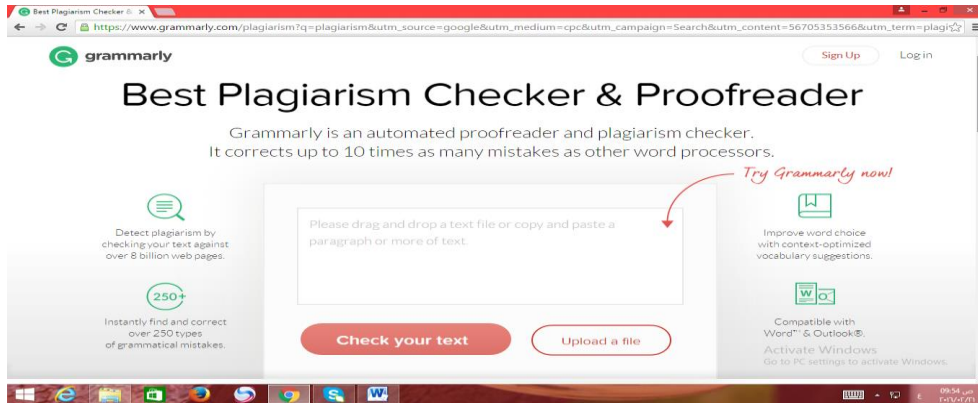 Best Plagiarism Checker &
https://www.grammarly.com/plagiarism?q=plagiarism&utm_source=google&utm_medium=cpc&utm_campaign=Search&utm_content=56705353566&utm_term=plagi
grammarly
Sign Up
Log in
Best Plagiarism Checker & Proofreader
Grammarly is an automated proofreader and plagiarism checker.
It corrects up to 10 times as many mistakes as other word processors.
Try Grammarly now!
Detect plagiarism by
checking your text against
over 8 billion web pages.
Please drag and drop a text file or copy and paste a
paragraph or more of text.
Improve word choice
with context-optimized
vocabulary suggestions.
250+
Instantly find and correct
over 250 types
of grammatical mistakes.
Check your text
Upload a file
W
Compatible with
Word™ & Outlook®.
Activate Windows
Go to PC settings to activate Windows.
09:54